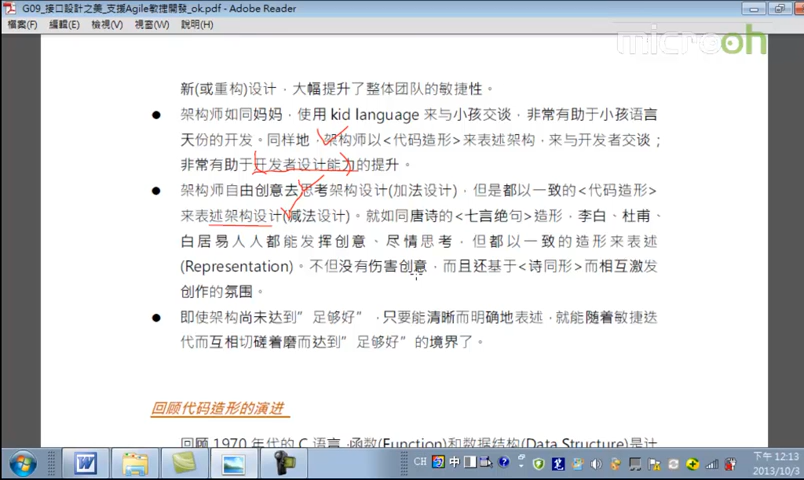 G09_接口設計之美_支援Agile敏捷開發_ok.pdf - Adobe Reader
檔案(F) 編輯(E) 檢視(V) 視窗(W) 說明(H)
microoh
新(或重构)设计，大幅提升了整体团队的敏捷性。
● 架构师如同妈妈，使用 kid language 来与小孩交谈，非常有助于小孩语言
天份的开发。同样地，架构师以<代码造形>来表述架构，来与开发者交谈；
非常有助于开发者设计能力的提升。
● 架构师自由创意去思考架构设计(加法设计)，但是都以一致的<代码造形>
来表述架构设计(减法设计)。就如同唐诗的<七言绝句>造形，李白、杜甫、
白居易人人都能发挥创意、尽情思考，但都以一致的造形来表述
(Representation)。不但没有伤害创意，而且还基于<诗同形>而相互激发
创作的氛围。
● 即使架构尚未达到”足够好”，只要能清晰而明确地表述，就能随着敏捷迭
代而互相切磋着磨而达到”足够好”的境界了。
回顾代码造形的演进
回顾 1970 年代的 C 语言，函数(Function)和数据结构(Data Structure)是计
CH 中
下午 12:13
2013/10/3